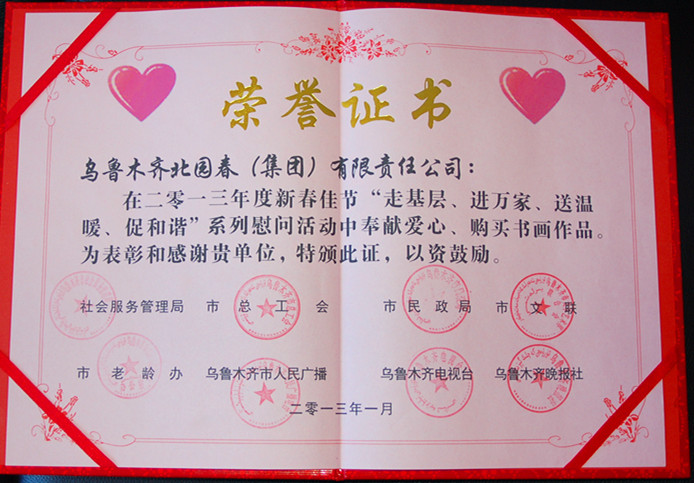 荣誉证书
乌鲁木齐北园春（集团）有限责任公司：
在二零一三年度新春佳节“走基层、进万家、送温
暖、促和谐”系列慰问活动中奉献爱心、购买书画作品。
为表彰和感谢贵单位，特颁此证，以资鼓励。
社会服务管理局 市总工会 市民政局 市文联
市老龄办 乌鲁木齐市人民广播 乌鲁木齐电视台 乌鲁木齐晚报社
二零一三年一月